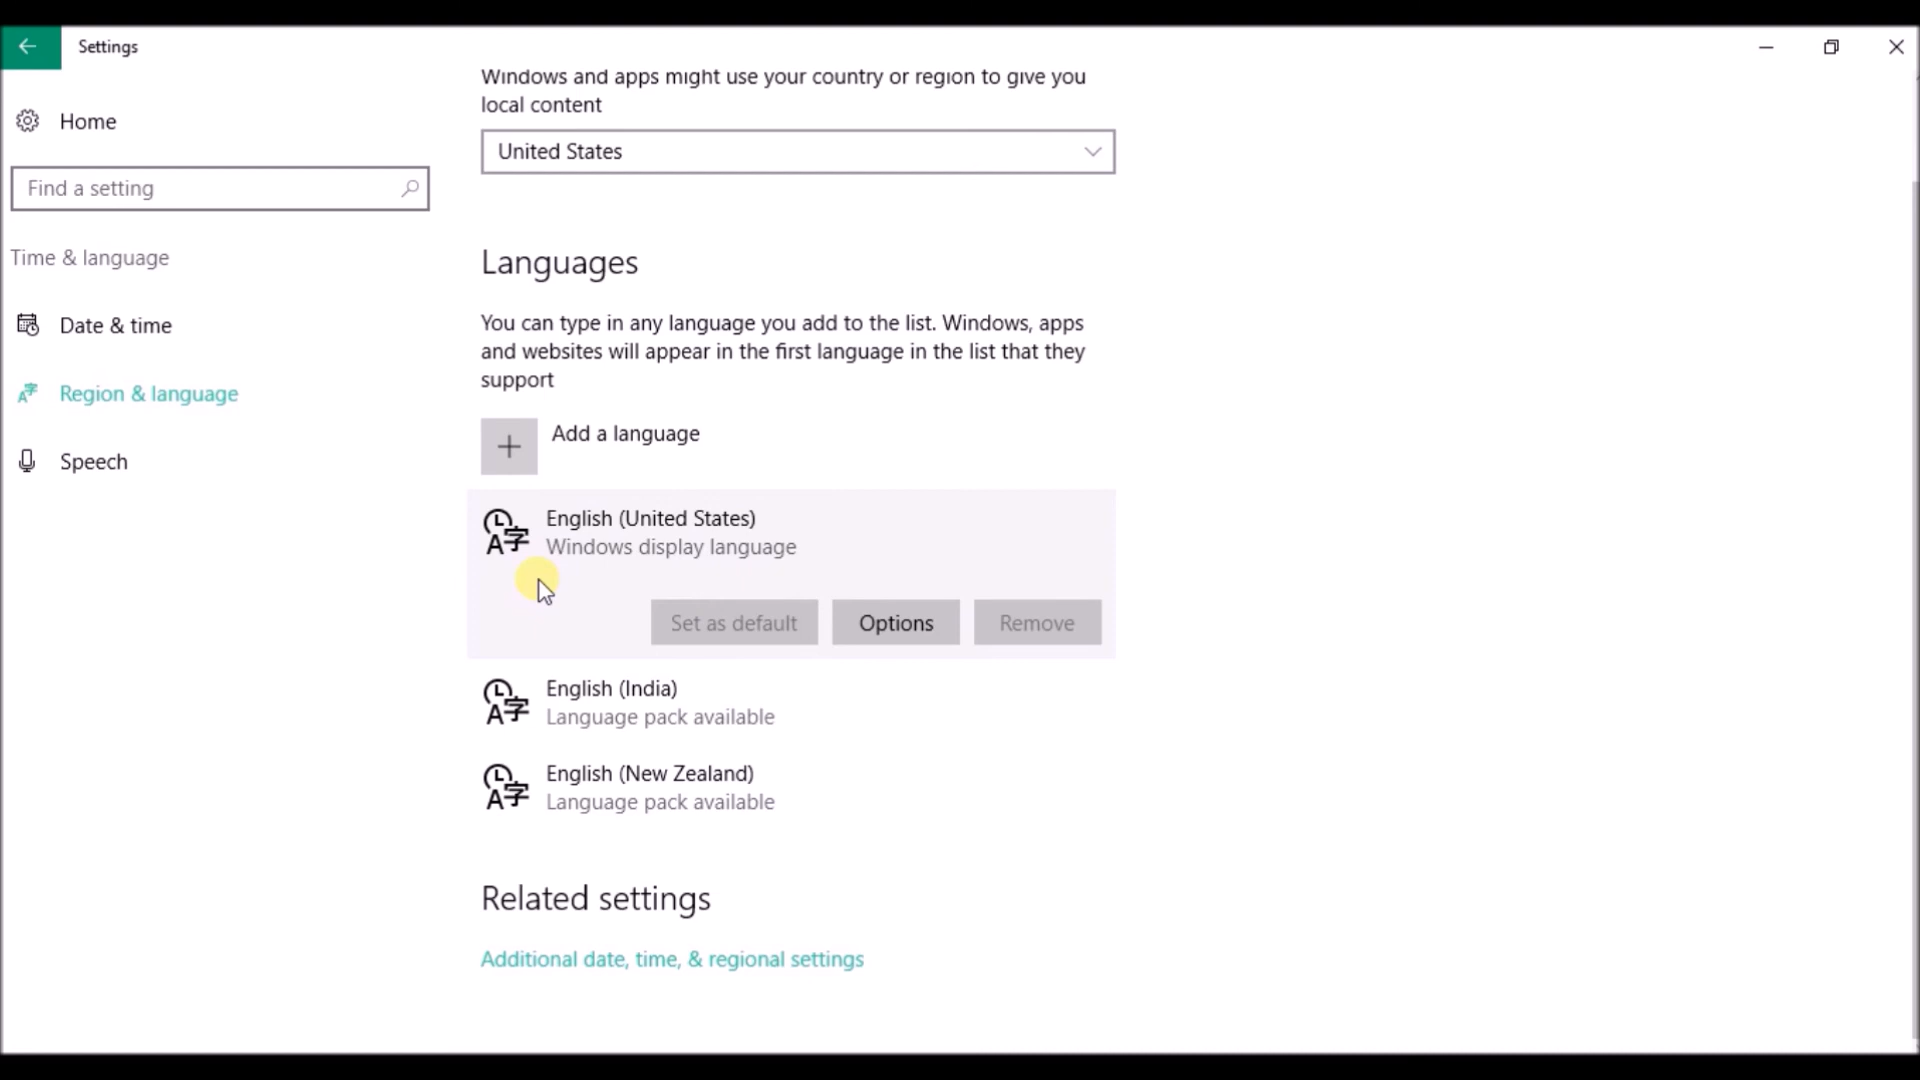 Settings
Home
Find a setting
Time & language
Date & time
Region & language
Speech
Windows and apps might use your country or region to give you
local content
United States
Languages
You can type in any language you add to the list. Windows, apps
and websites will appear in the first language in the list that they
support
Add a language
English (United States)
Windows display language
Set as default Options Remove
English (India)
Language pack available
English (New Zealand)
Language pack available
Related settings
Additional date, time, & regional settings